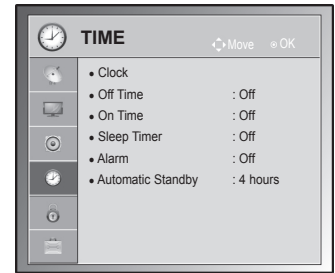 TIME
Move OK
• Clock
• Off Time : Off
• On Time : Off
• Sleep Timer : Off
• Alarm : Off
• Automatic Standby : 4 hours